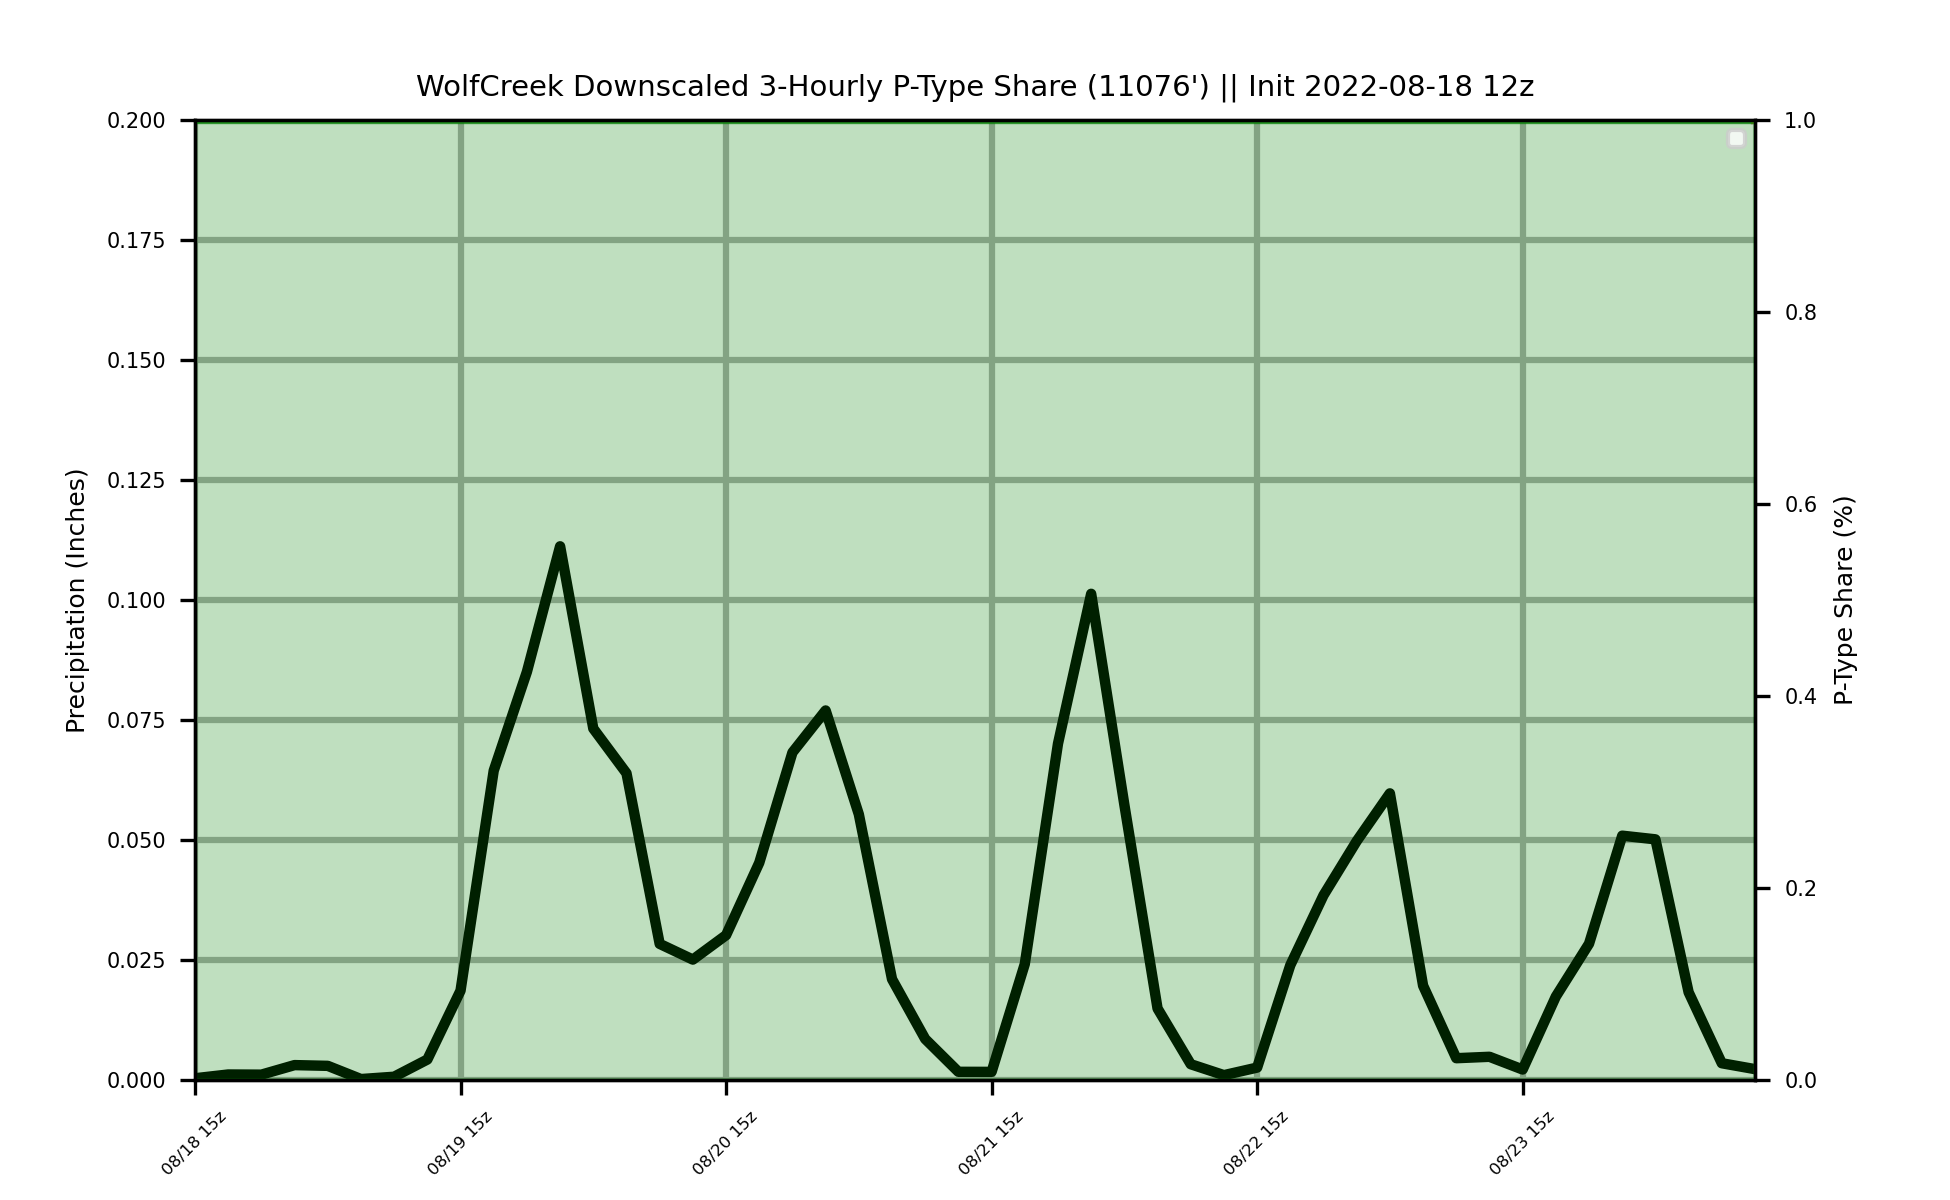 WolfCreek Downscaled 3-Hourly P-Type Share (11076') || Init 2022-08-18 12z
Precipitation (Inches)
0.200
0.175
0.150
0.125
0.100
0.075
0.050
0.025
0.000
1.0
0.8
0.6
0.4
0.2
0.0
P-Type Share (%)
08/18 15z
08/19 15z
08/20 15z
08/21 15z
08/22 15z
08/23 15z